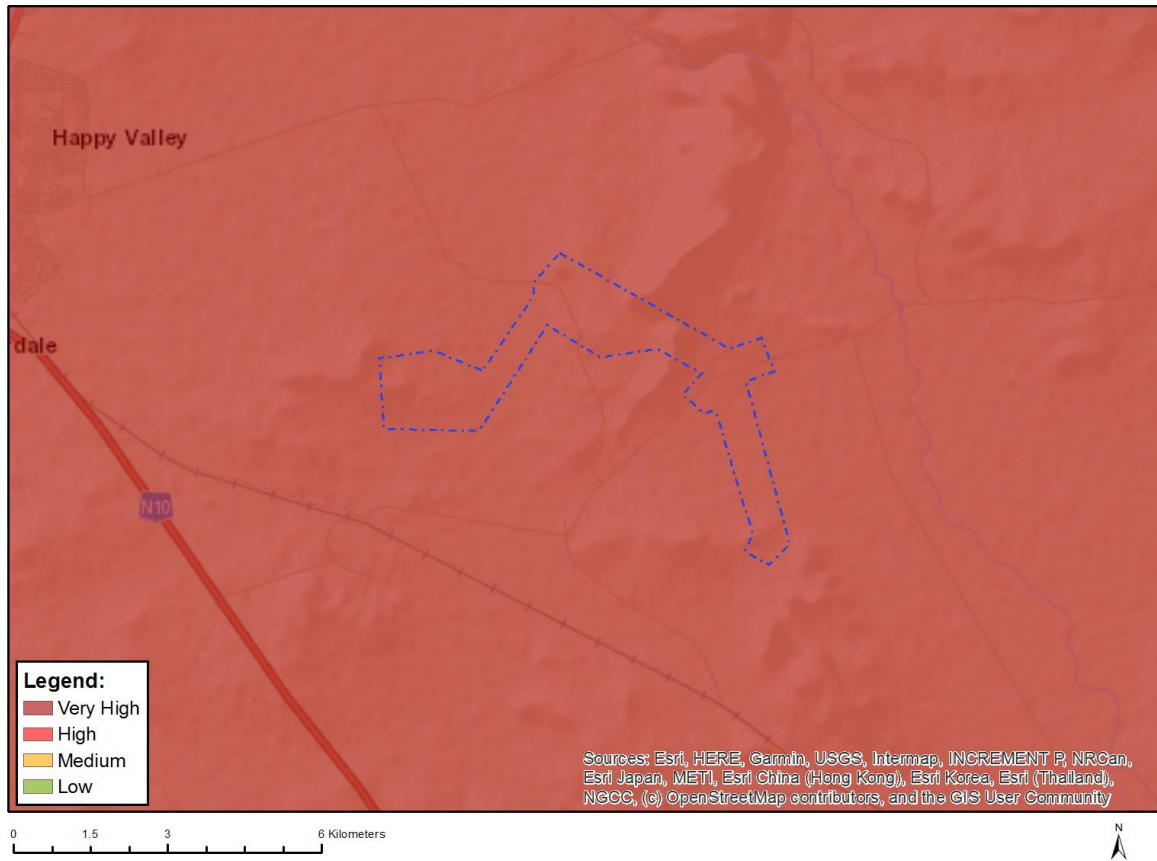 Happy Valley
dale
N10
Legend:
Very High
High
Medium
Low
Sources: Esri, HERE, Garmin, USGS, Intermap, INCREMENT P, NRCan,
Esri Japan, METI, Esri China (Hong Kong), Esri Korea, Esri (Thailand),
NGCC, (c) OpenStreetMap contributors, and the GIS User Community
0 1.5 3 6 Kilometers
N